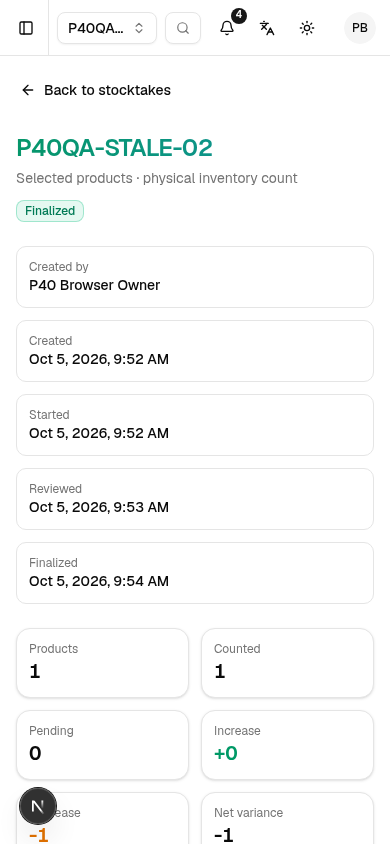 P40QA...
4
PB
Back to stocktakes
P40QA-STALE-02
Selected products · physical inventory count
Finalized
Created by
P40 Browser Owner
Created
Oct 5, 2026, 9:52 AM
Started
Oct 5, 2026, 9:52 AM
Reviewed
Oct 5, 2026, 9:53 AM
Finalized
Oct 5, 2026, 9:54 AM
Products
Counted
1
1
Pending
Increase
0
+0
N
ease
Net variance
-1
-1